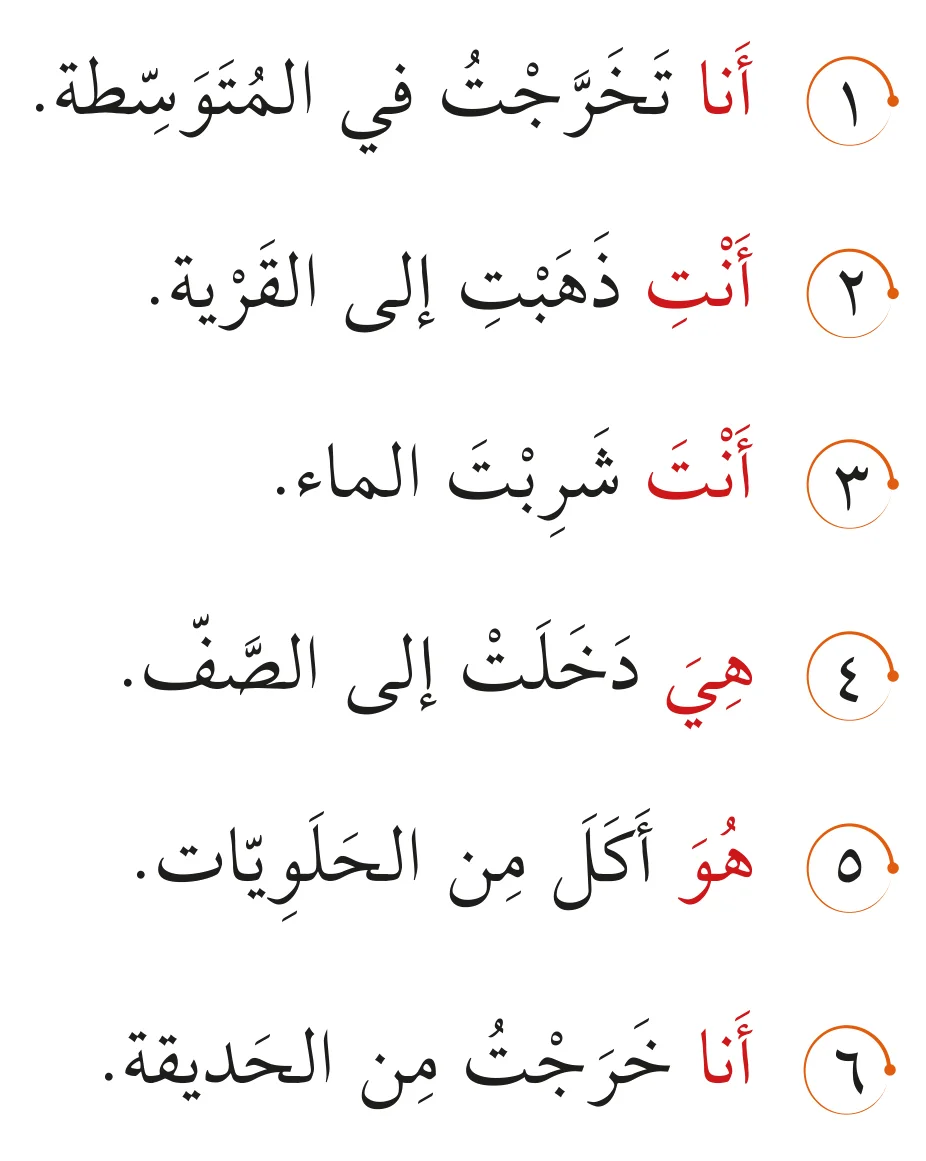 ١ أَنا تَخَرَّجْتُ في المُتَوَسِّطة.
٢ أَنْتِ ذَهَبْتِ إلى القَرْية.
٣ أَنْتَ شَرِبْتَ الماء.
٤ هِيَ دَخَلَتْ إلى الصَّفّ.
٥ هُوَ أَكَلَ مِن الحَلَوِيّات.
٦ أَنا خَرَجْتُ مِن الحَديقة.